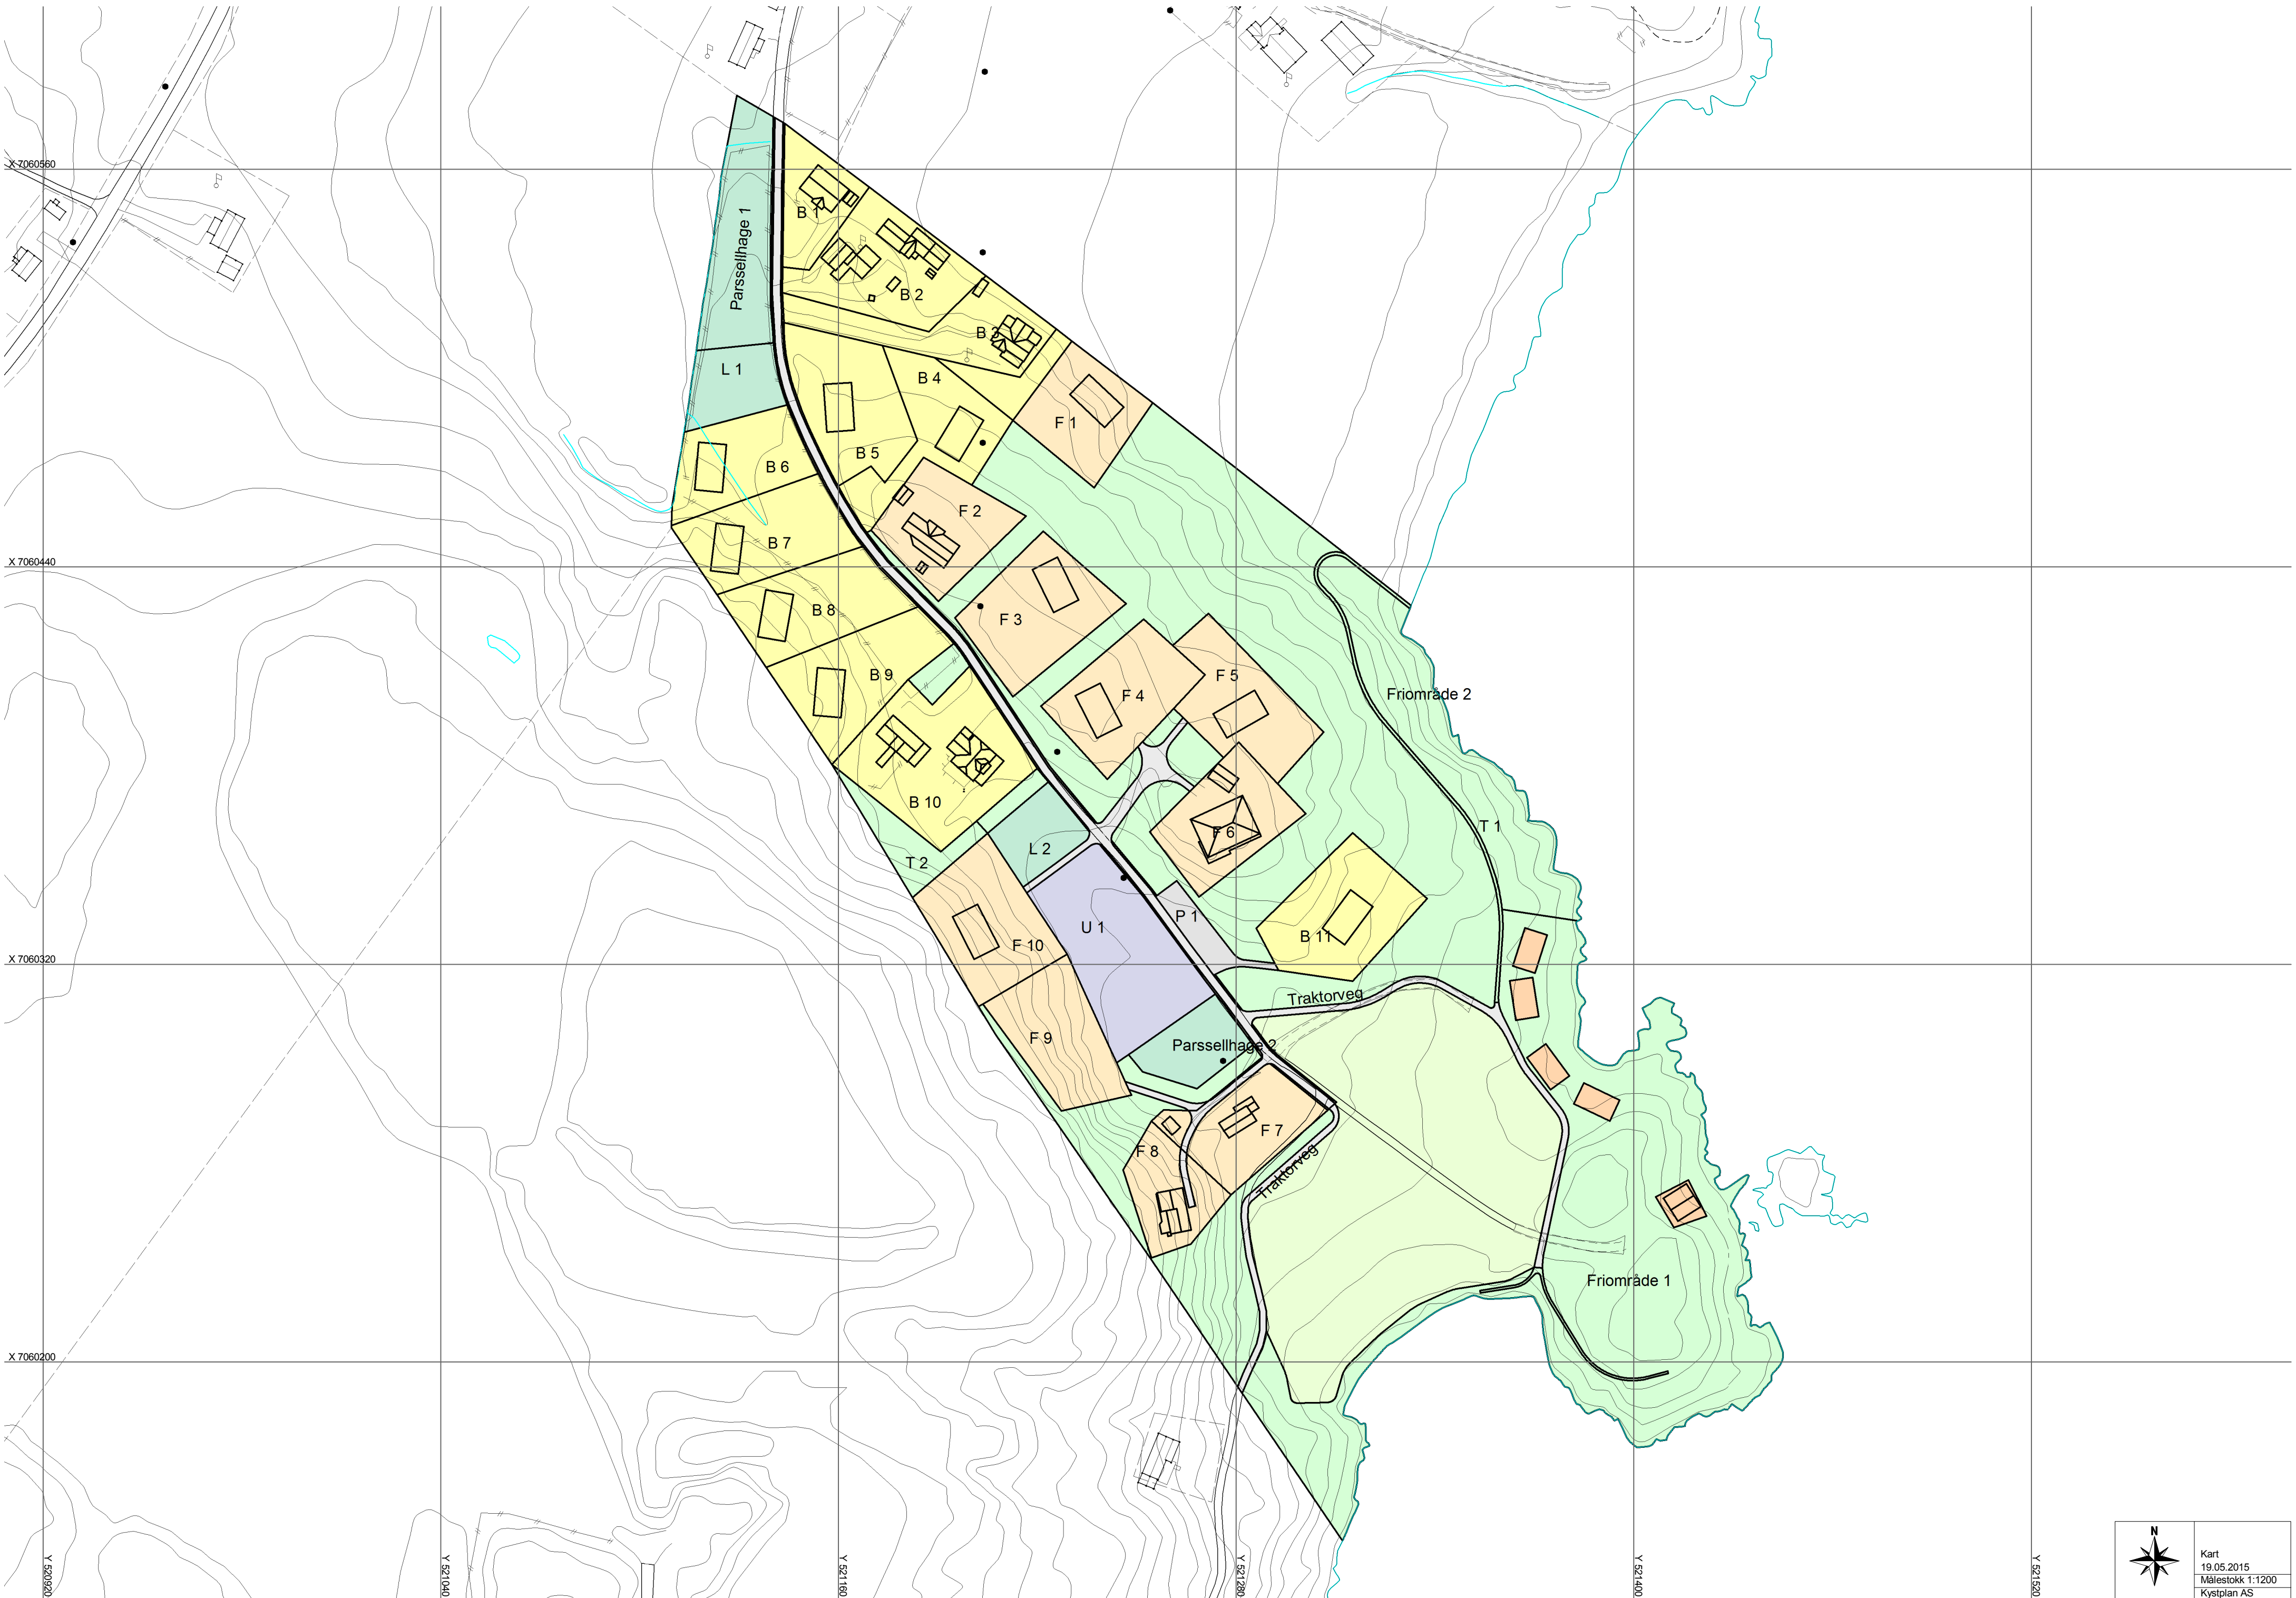 X 7060560
B 1
Parssellhage 1
B 2
B 3
L 1
B 4
F 1
B 5
B 6
F 2
B 7
X 7060440
B 8
F 3
B 9
F 5
F 4
Friområde 2
B 10
T 1
F 6
L 2
T 2
P 1
U 1
B 11
F 10
X 7060320
Traktorveg
F 9
Parssellhage 2
F 7
F 8
Traktorveg
Friområde 1
X 7060200
Y 520920
Y 521040
Y 521160
Y 521280
Y 521400
Y 521520
N
Kart
19.05.2015
Målestokk 1:1200
Kystplan AS